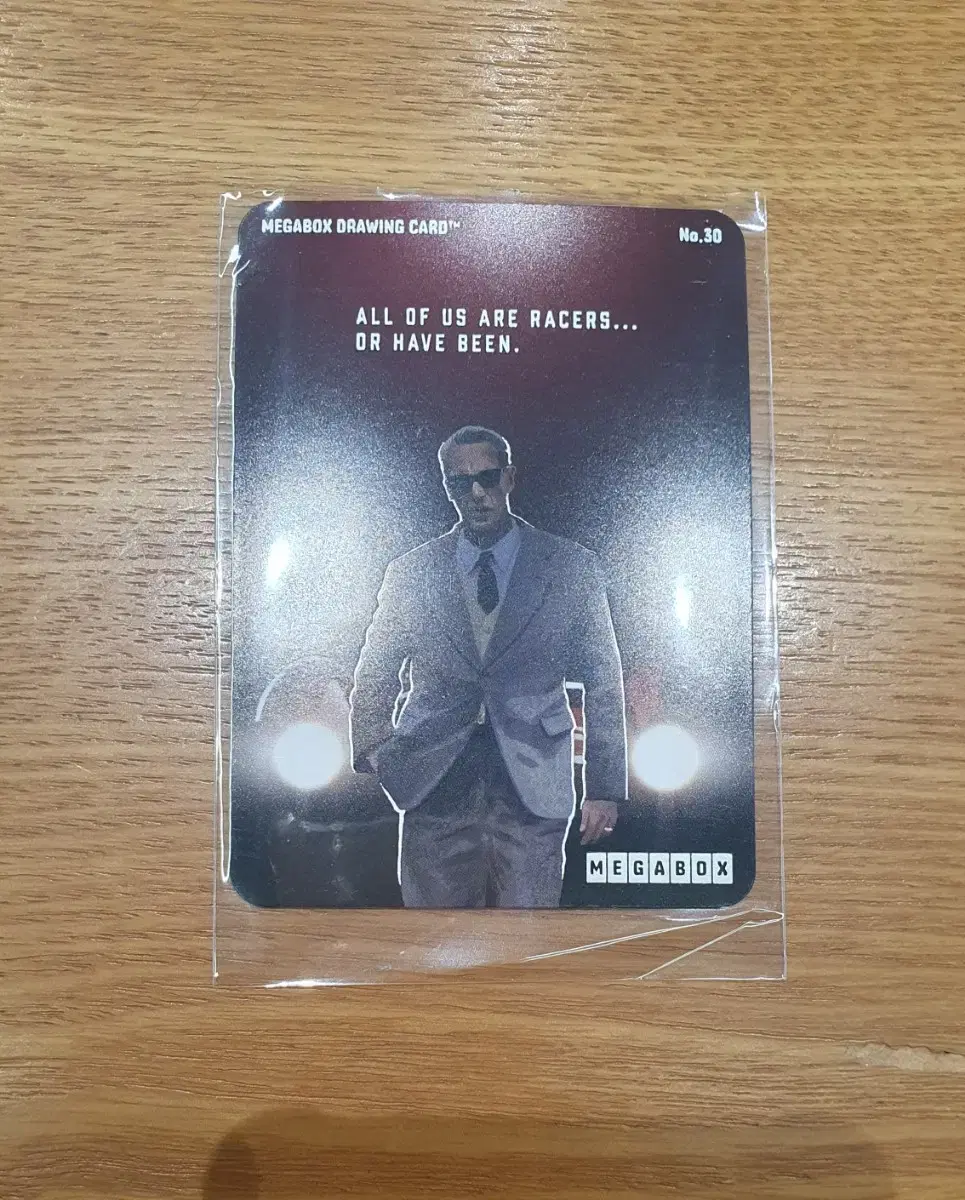 MEGABOX DRAWING CARD™
No.30
ALL OF US ARE RACERS...
OR HAVE BEEN.
MEGABOX